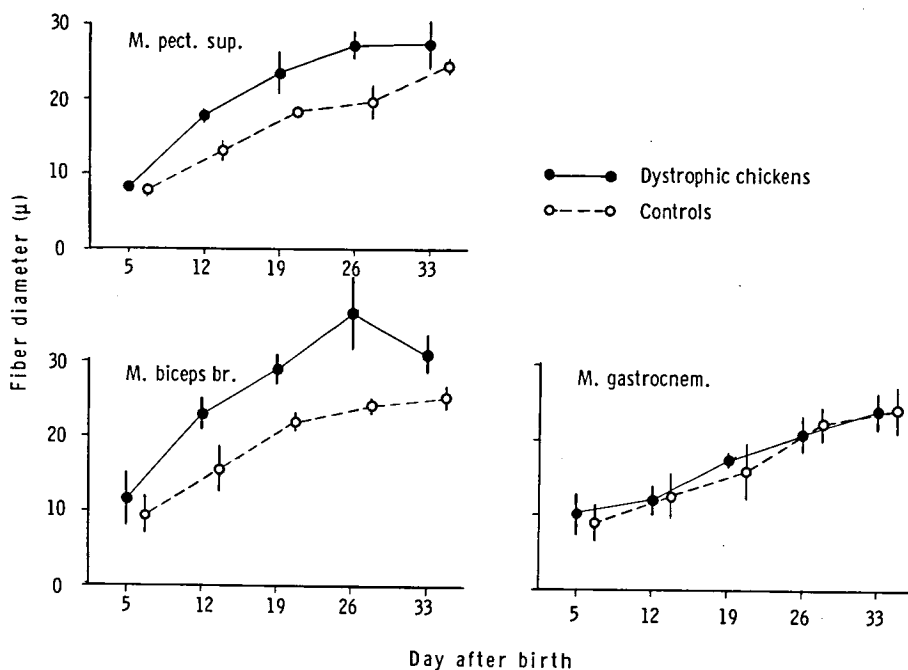 30
M. pect. sup.
20
10
0
5 12 19 26 33
Dystrophic chickens
Controls
Fiber diameter (μ)
30
M. biceps br.
20
10
0
5 12 19 26 33
M. gastrocnem.
5 12 19 26 33
Day after birth